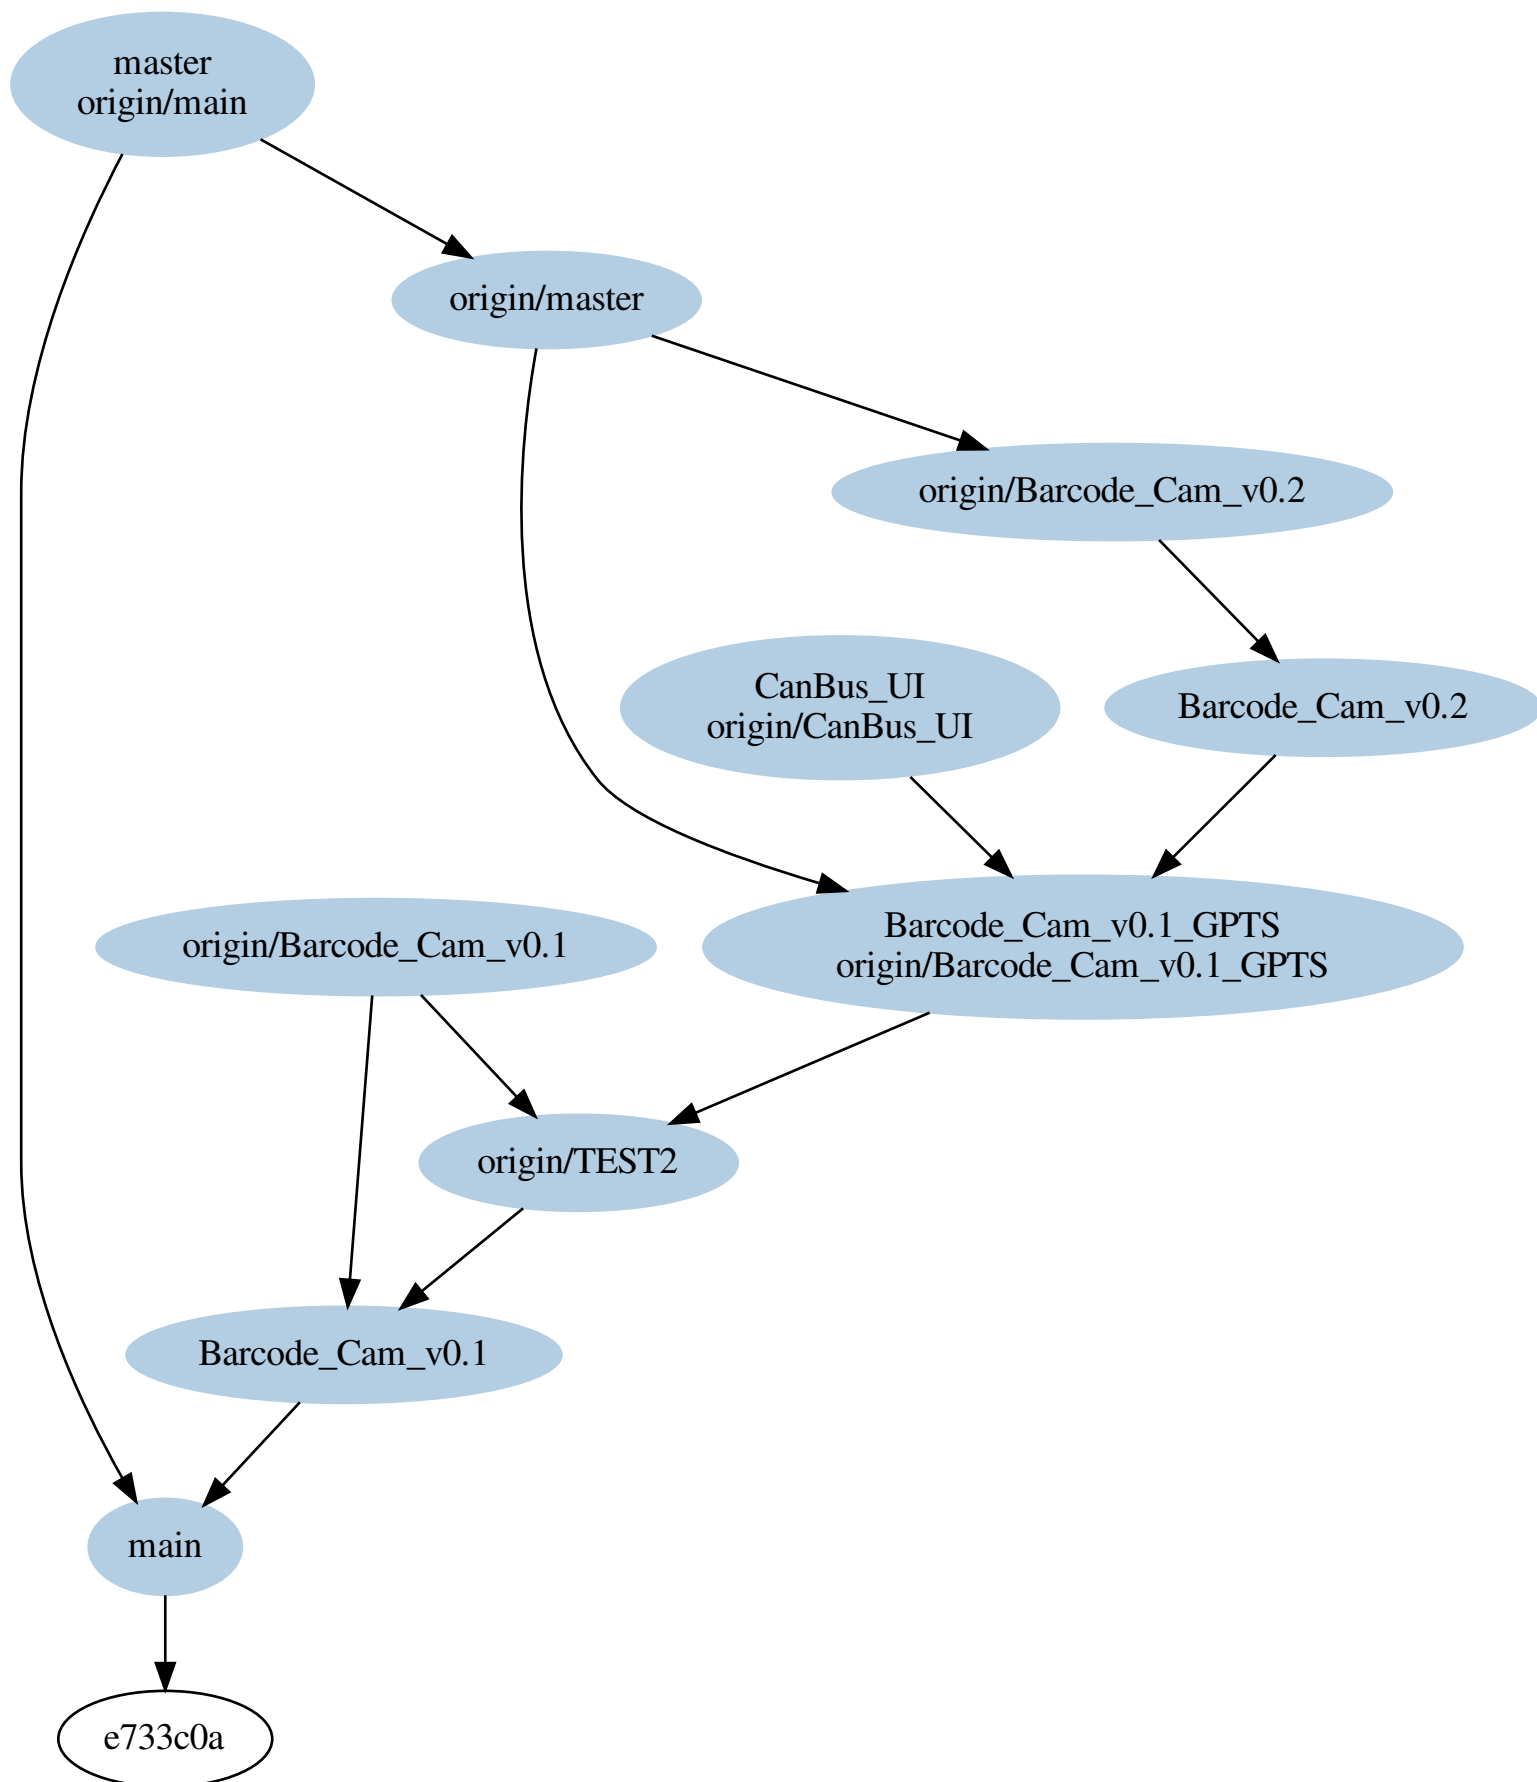 master
origin/main
origin/master
origin/Barcode_Cam_v0.2
CanBus_UI
origin/CanBus_UI
Barcode_Cam_v0.2
origin/Barcode_Cam_v0.1
Barcode_Cam_v0.1_GPTS
origin/Barcode_Cam_v0.1_GPTS
origin/TEST2
Barcode_Cam_v0.1
main
e733c0a